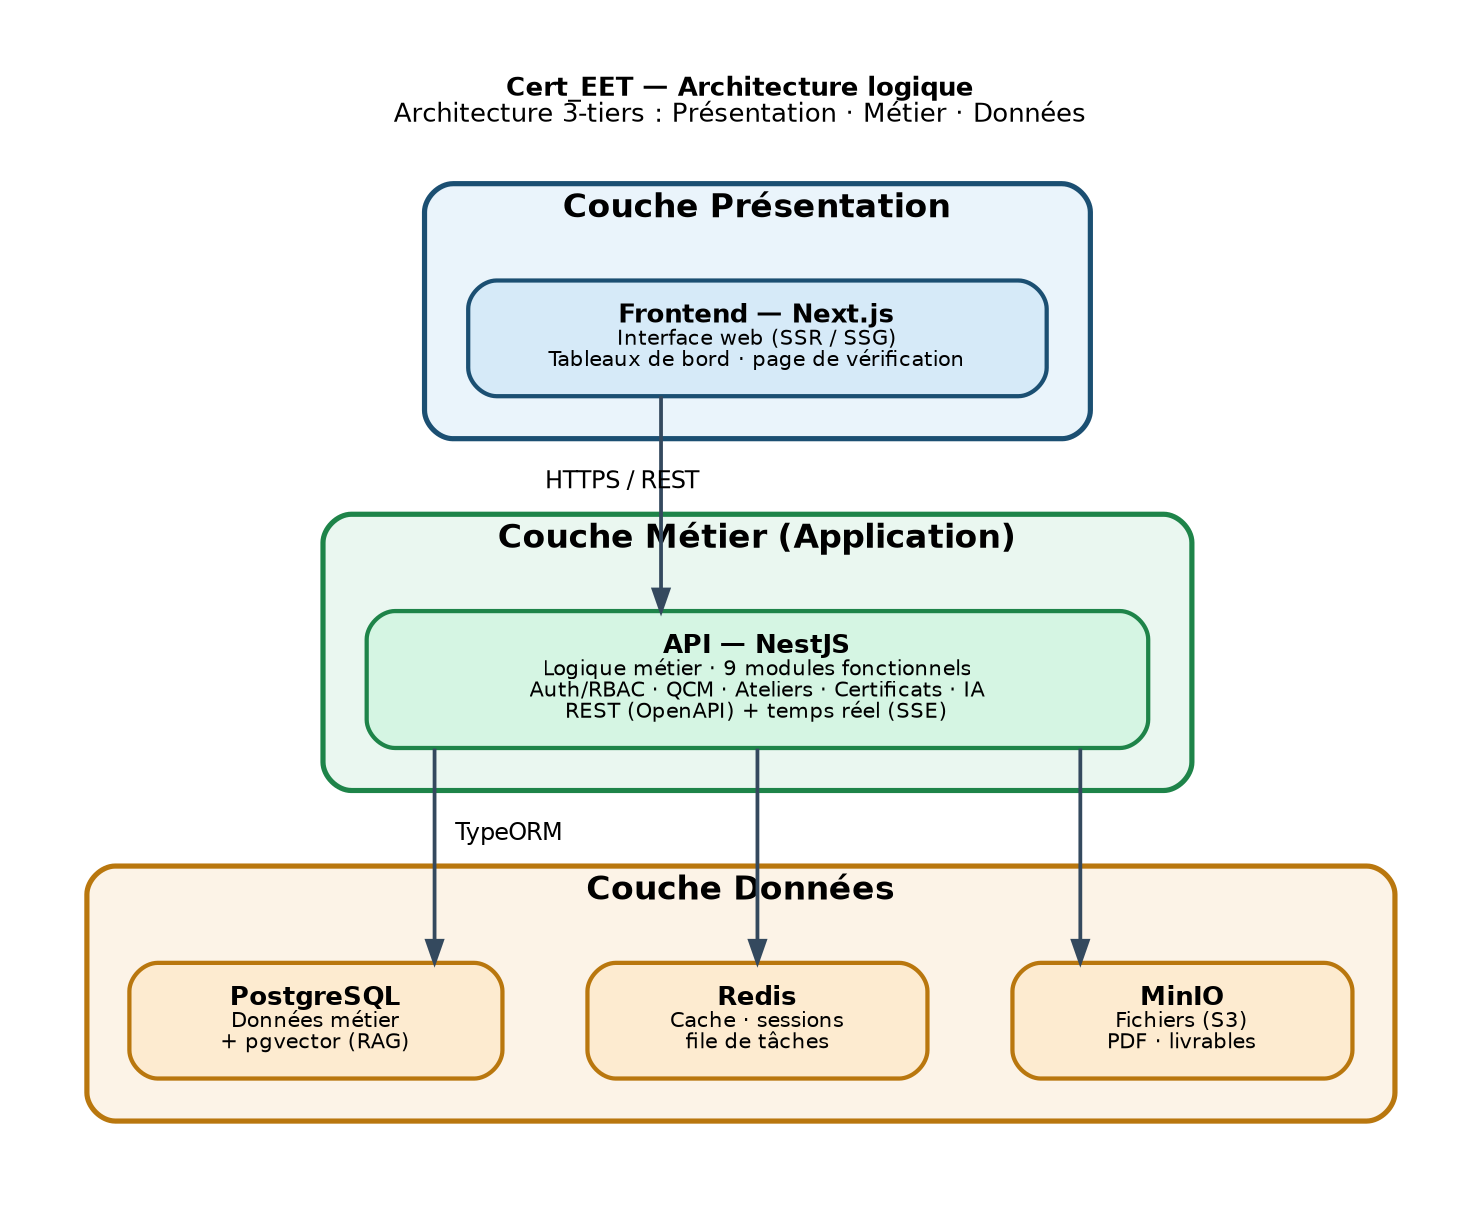 Cert_EET — Architecture logique
Architecture 3-tiers : Présentation · Métier · Données
Couche Présentation
Frontend — Next.js
Interface web (SSR / SSG)
Tableaux de bord · page de vérification
HTTPS / REST
Couche Métier (Application)
API — NestJS
Logique métier · 9 modules fonctionnels
Auth/RBAC · QCM · Ateliers · Certificats · IA
REST (OpenAPI) + temps réel (SSE)
TypeORM
Couche Données
PostgreSQL
Données métier
+ pgvector (RAG)
Redis
Cache · sessions
file de tâches
MinIO
Fichiers (S3)
PDF · livrables